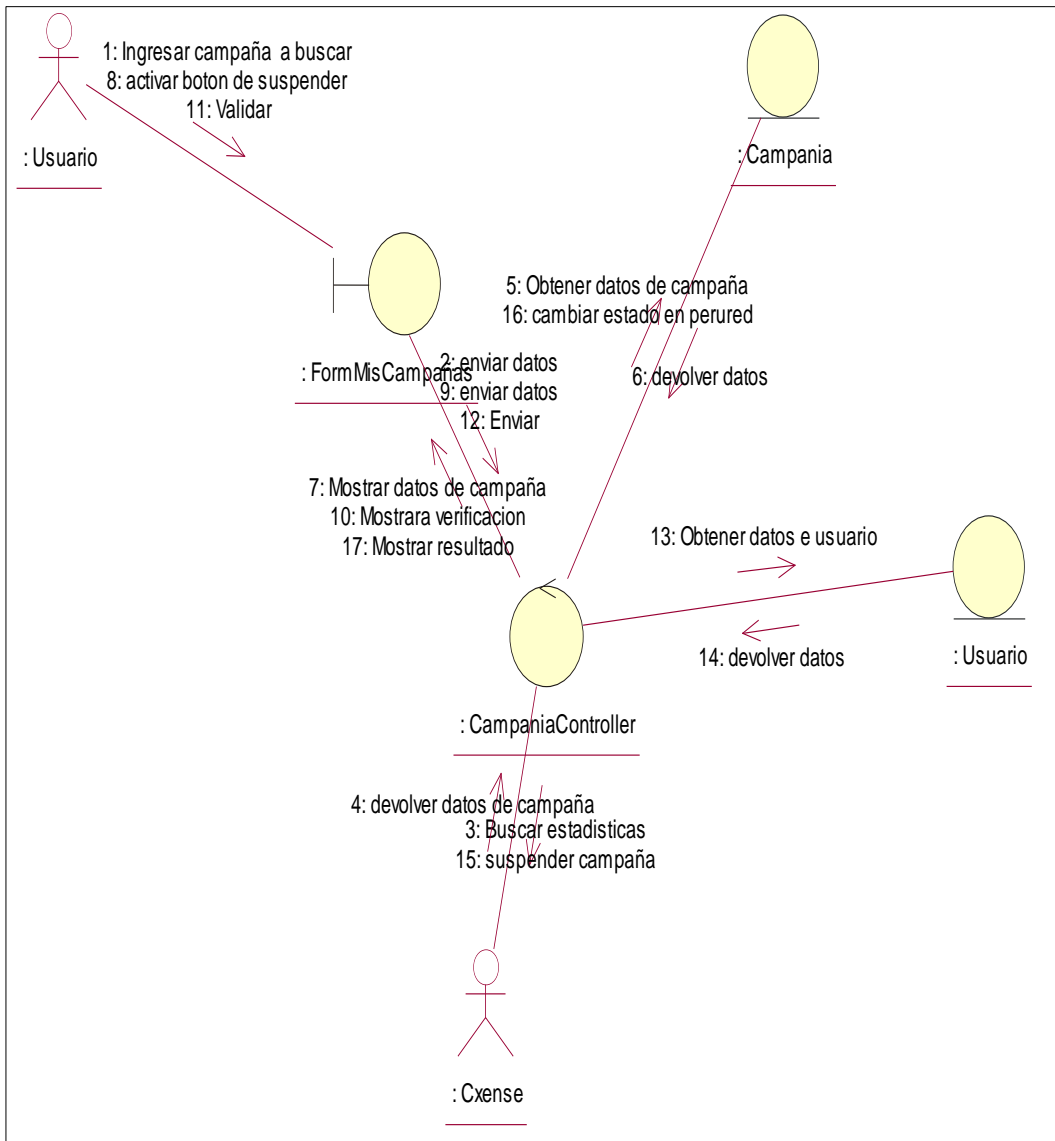 1: Ingresar campaña a buscar
8: activar boton de suspender
11: Validar
: Usuario
: Campania
5: Obtener datos de campaña
16: cambiar estado en perured
6: devolver datos
: FormMisCampañas
2: enviar datos
9: enviar datos
12: Enviar
7: Mostrar datos de campaña
10: Mostrara verificacion
17: Mostrar resultado
13: Obtener datos e usuario
14: devolver datos
: Usuario
: CampaniaController
4: devolver datos de campaña
3: Buscar estadisticas
15: suspender campaña
: Cxense